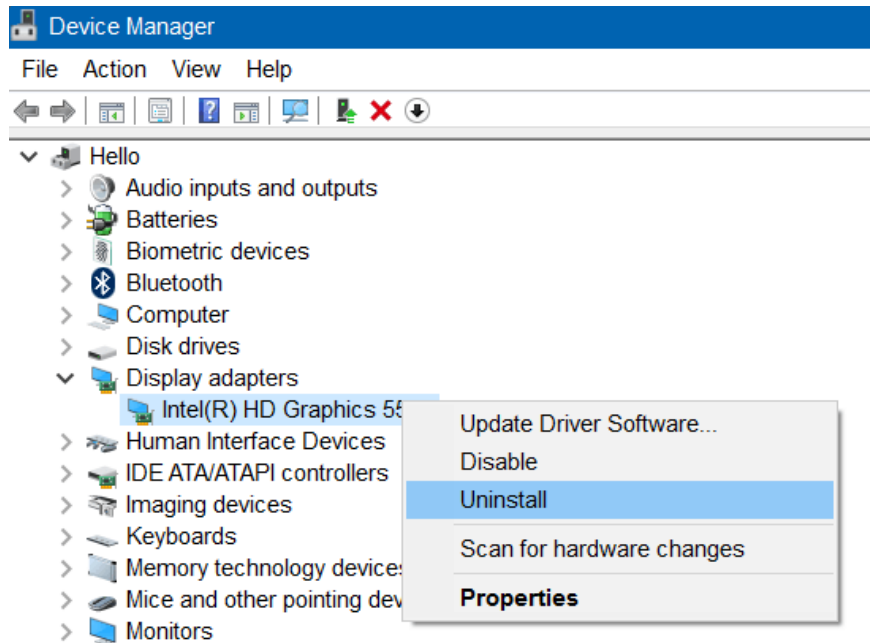 Device Manager
File Action View Help
Hello
Audio inputs and outputs
Batteries
Biometric devices
Bluetooth
Computer
Disk drives
Display adapters
Intel(R) HD Graphics
Human Interface Devices
IDE ATA/ATAPI controllers
Imaging devices
Keyboards
Memory technology
Mice and other pointing
Monitors
Update Driver Software...
Disable
Uninstall
Scan for hardware changes
Properties